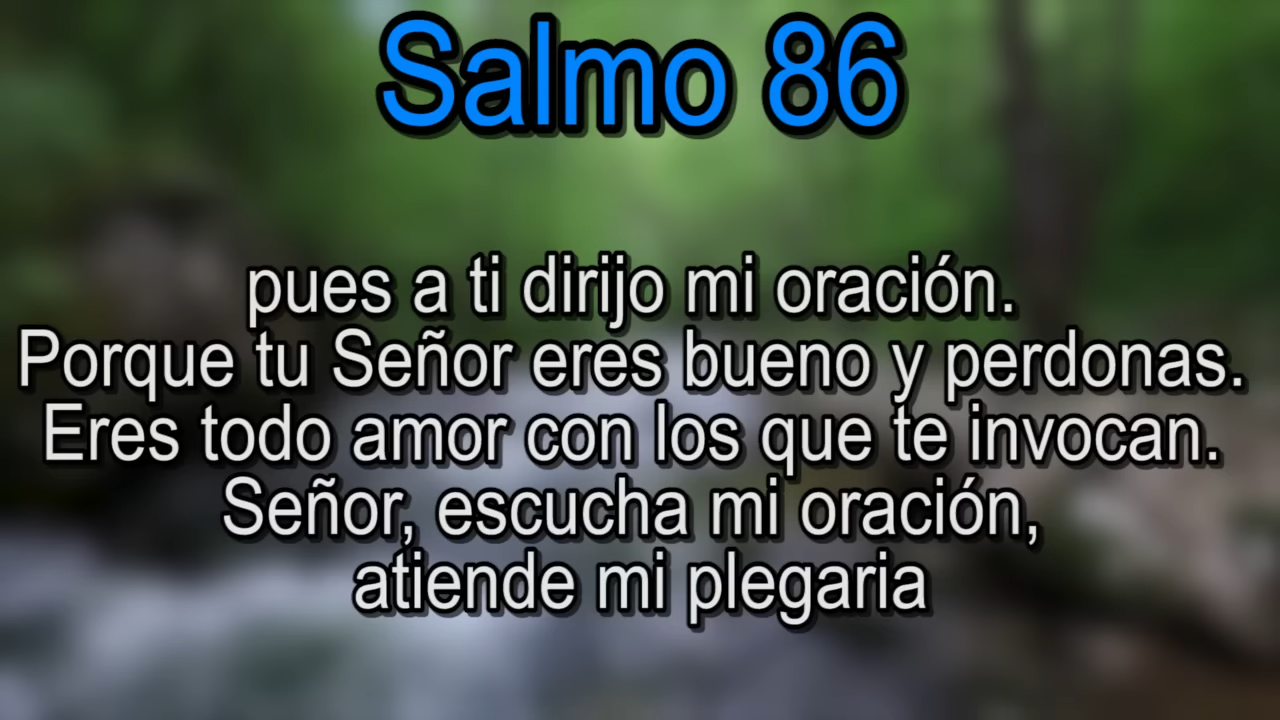 Salmo 86
pues a ti dirijo mi oración.
Porque tu Señor eres bueno y perdonas.
Eres todo amor con los que te invocan.
Señor, escucha mi oración,
atiende mi plegaria